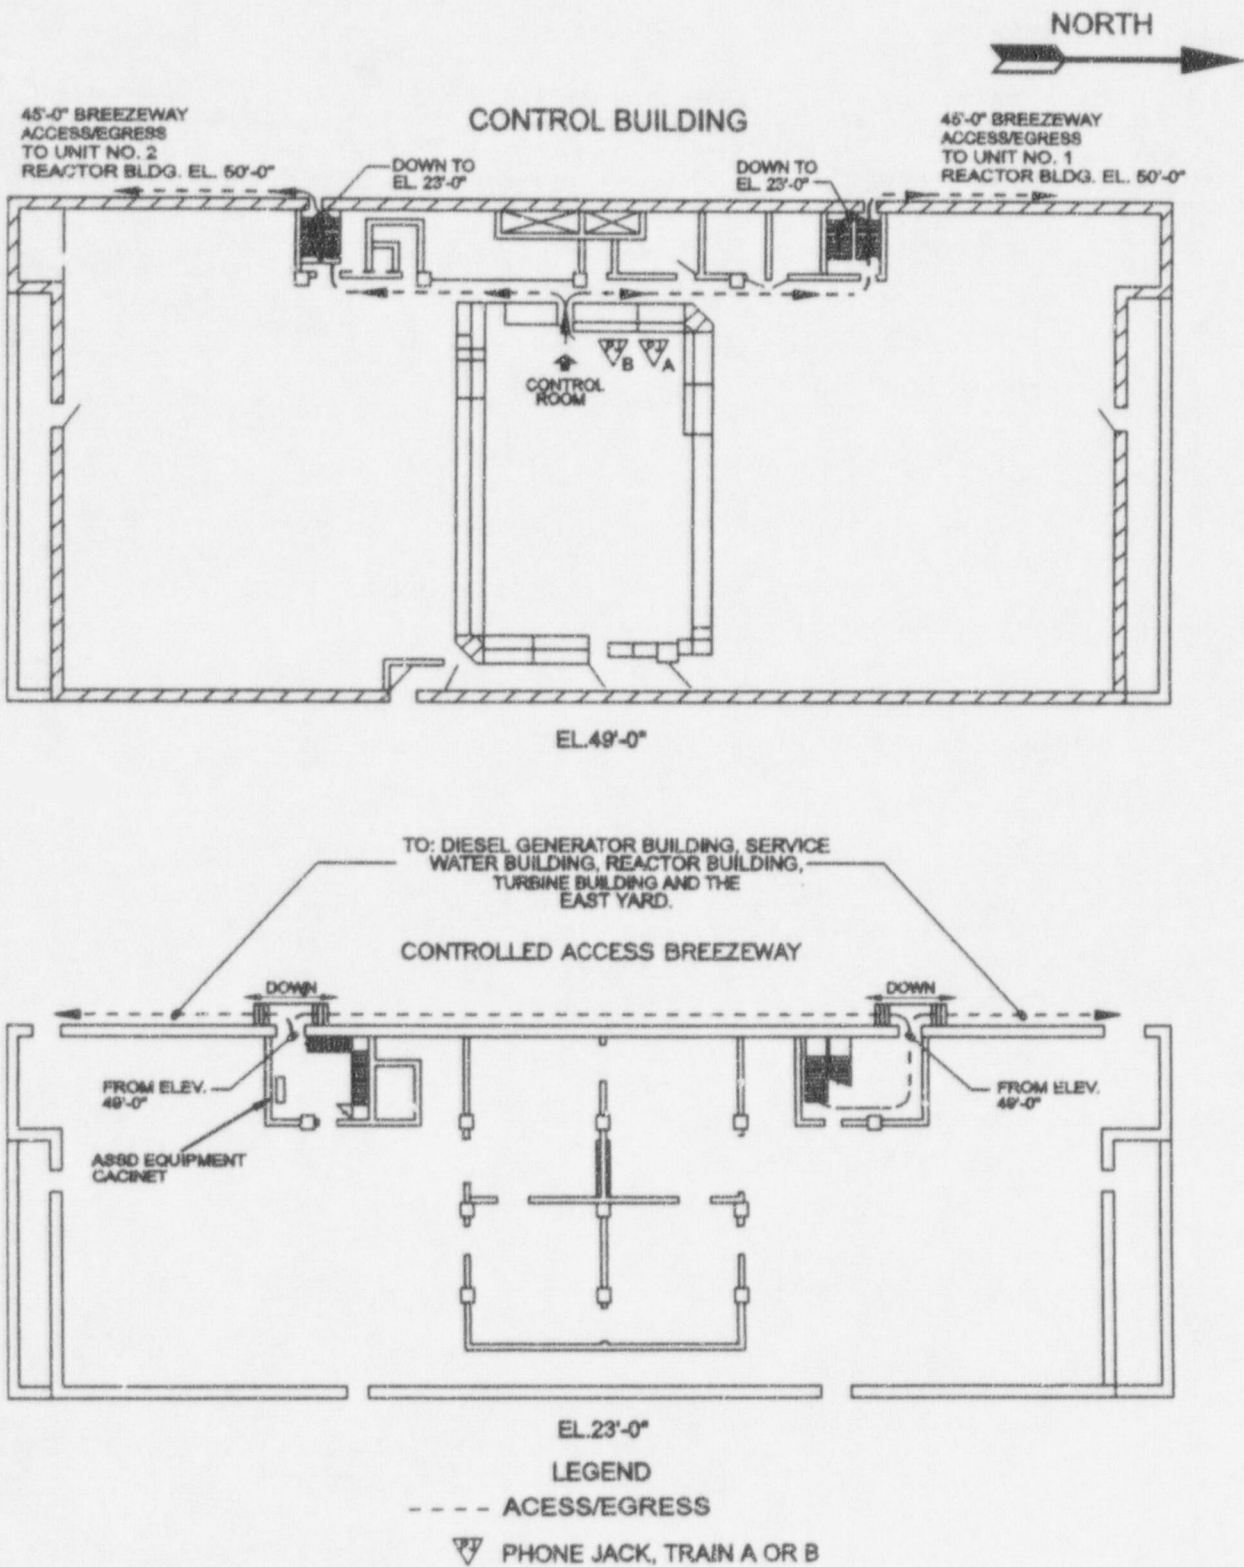 NORTH
CONTROL BUILDING
45'-0" BREEZEWAY
ACCESS/EGRESS
TO UNIT NO. 2
REACTOR BLDG. EL. 50'-0"
DOWN TO
EL. 23'-0"
DOWN TO
EL. 23'-0"
45'-0" BREEZEWAY
ACCESS/EGRESS
TO UNIT NO. 1
REACTOR BLDG. EL. 50'-0"
PJ
B
PJ
A
CONTROL
ROOM
EL.49'-0"
TO: DIESEL GENERATOR BUILDING, SERVICE
WATER BUILDING, REACTOR BUILDING,
TURBINE BUILDING AND THE
EAST YARD.
CONTROLLED ACCESS BREEZEWAY
DOWN
DOWN
FROM ELEV.
49'-0"
FROM ELEV.
49'-0"
ASSD EQUIPMENT
CACINET
EL.23'-0"
LEGEND
ACESS/EGRESS
PJ
PHONE JACK, TRAIN A OR B